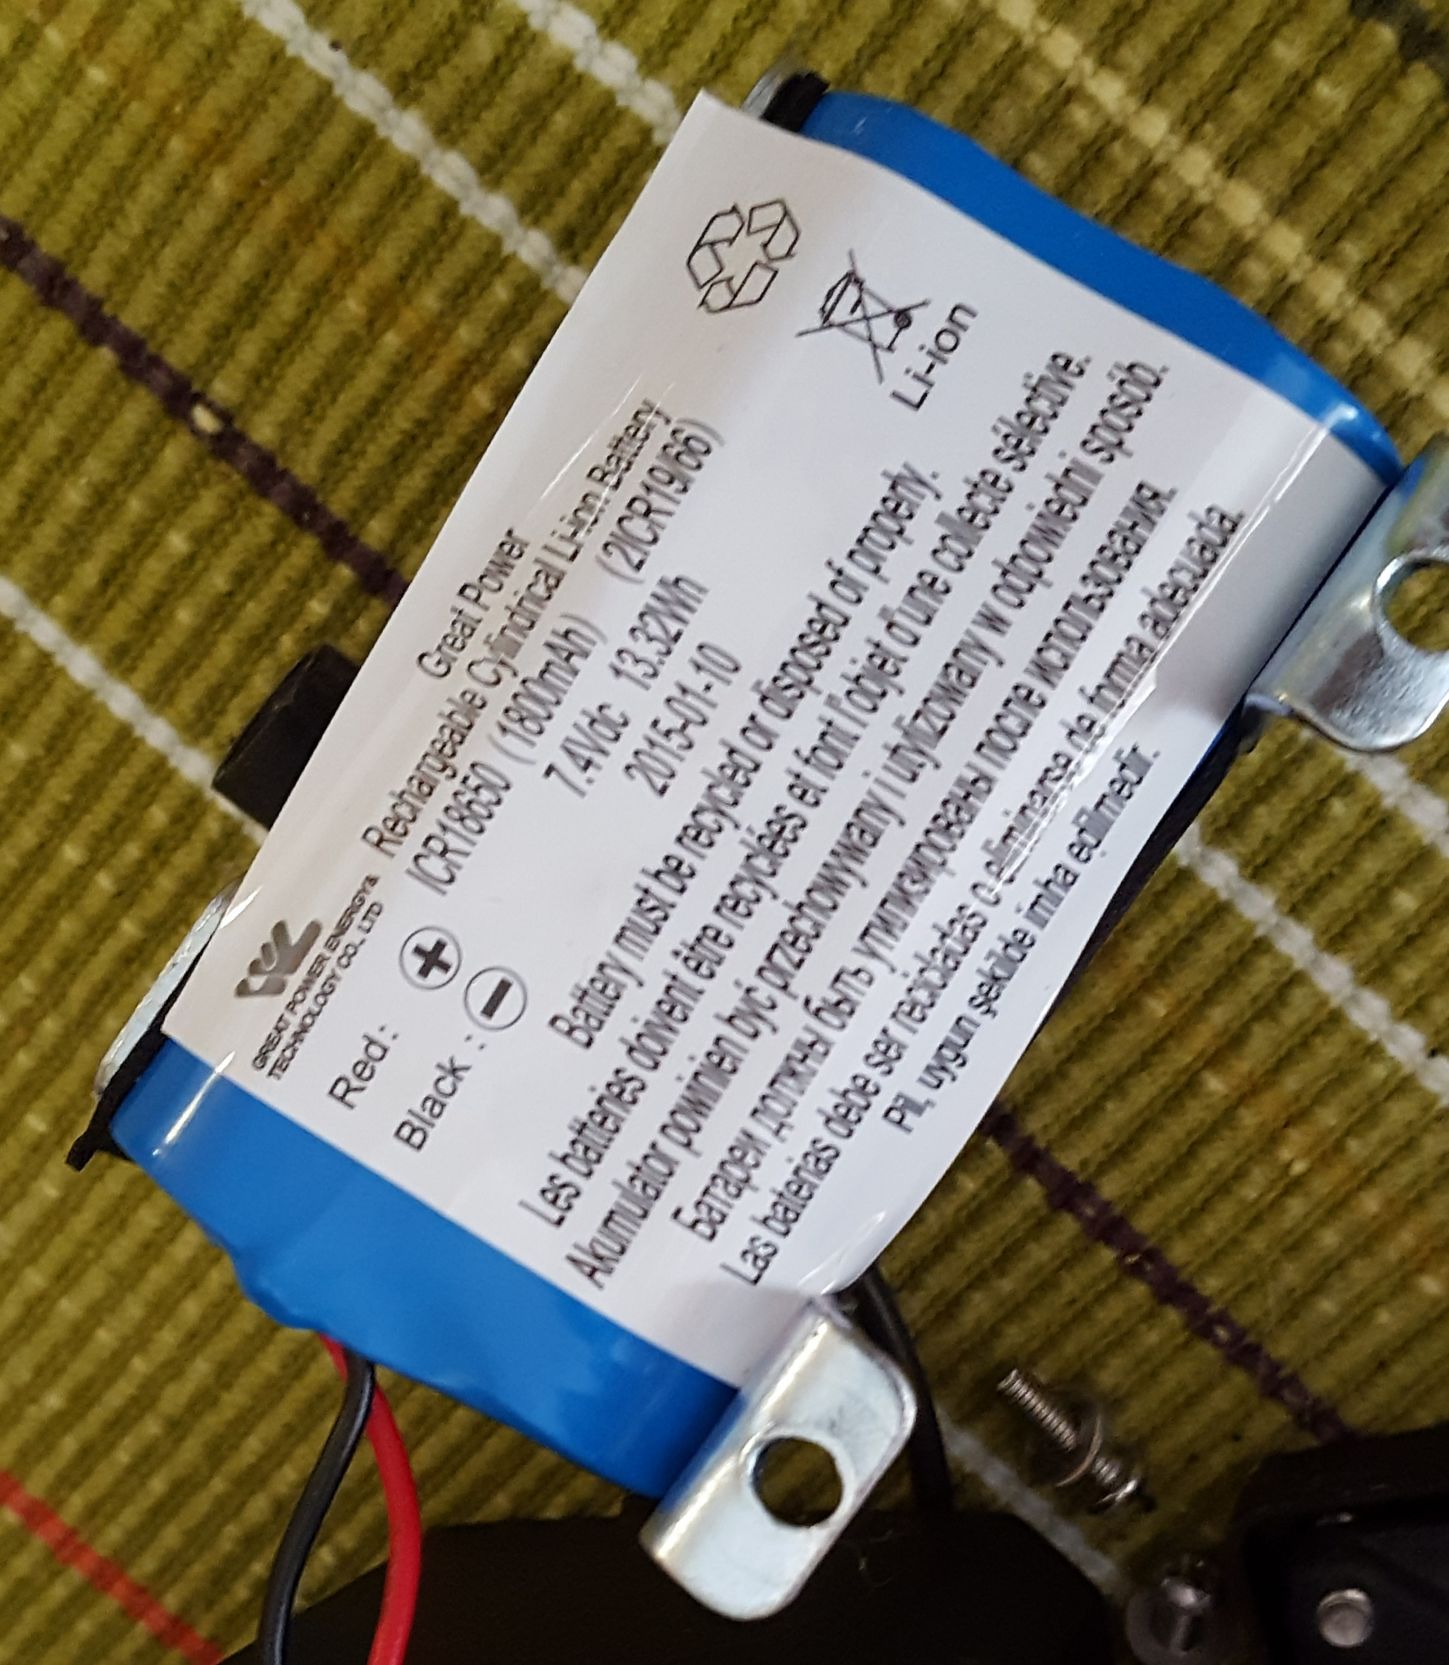 GREAT POWER ENERGY &
TECHNOLOGY CO., LTD
Great Power
Rechargeable Cylindrical Li-ion Battery
ICR18650 (1800mAh) (2ICR19/66)
7.4Vdc 13.32Wh
2015-01-10
Red : +
Black : -
Li-ion
Battery must be recycled or disposed of properly.
Les batteries doivent être recyclées et font l'objet d'une collecte sélective.
Akumulator powinien być przechowywany i utylizowany w odpowiedni sposób.
Батареи должны быть утилизированы после использования.
Las baterias debe ser recicladas o eliminarse de forma adecuada.
Pil, uygun şekilde imha edilmedir.